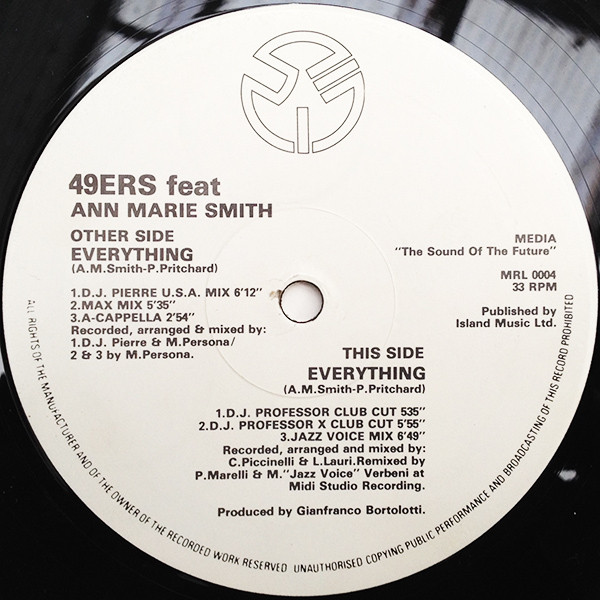 49ERS feat
ANN MARIE SMITH
OTHER SIDE
EVERYTHING
(A.M.Smith-P.Pritchard)
1.D.J. PIERRE U.S.A. MIX 6'12"
2.MAX MIX 5'35"
3.A-CAPPELLA 2'54"
Recorded, arranged & mixed by:
1.D.J. Pierre & M.Persona/
2 & 3 by M.Persona.
MEDIA
"The Sound Of The Future"
MRL 0004
33 RPM
Published by
Island Music Ltd.
THIS SIDE
EVERYTHING
(A.M.Smith-P.Pritchard)
1.D.J. PROFESSOR CLUB CUT 535"
2.D.J. PROFESSOR X CLUB CUT 5'55"
3.JAZZ VOICE MIX 6'49"
Recorded, arranged and mixed by:
C.Piccinelli & L.Lauri.Remixed by
P.Marelli & M."Jazz Voice" Verbeni at
Midi Studio Recording.
Produced by Gianfranco Bortolotti.
ALL RIGHTS OF THE MANUFACTURER AND OF THE OWNER OF THE RECORDED WORK RESERVED UNAUTHORISED COPYING PUBLIC PERFORMANCE AND BROADCASTING OF THIS RECORD PROHIBITED